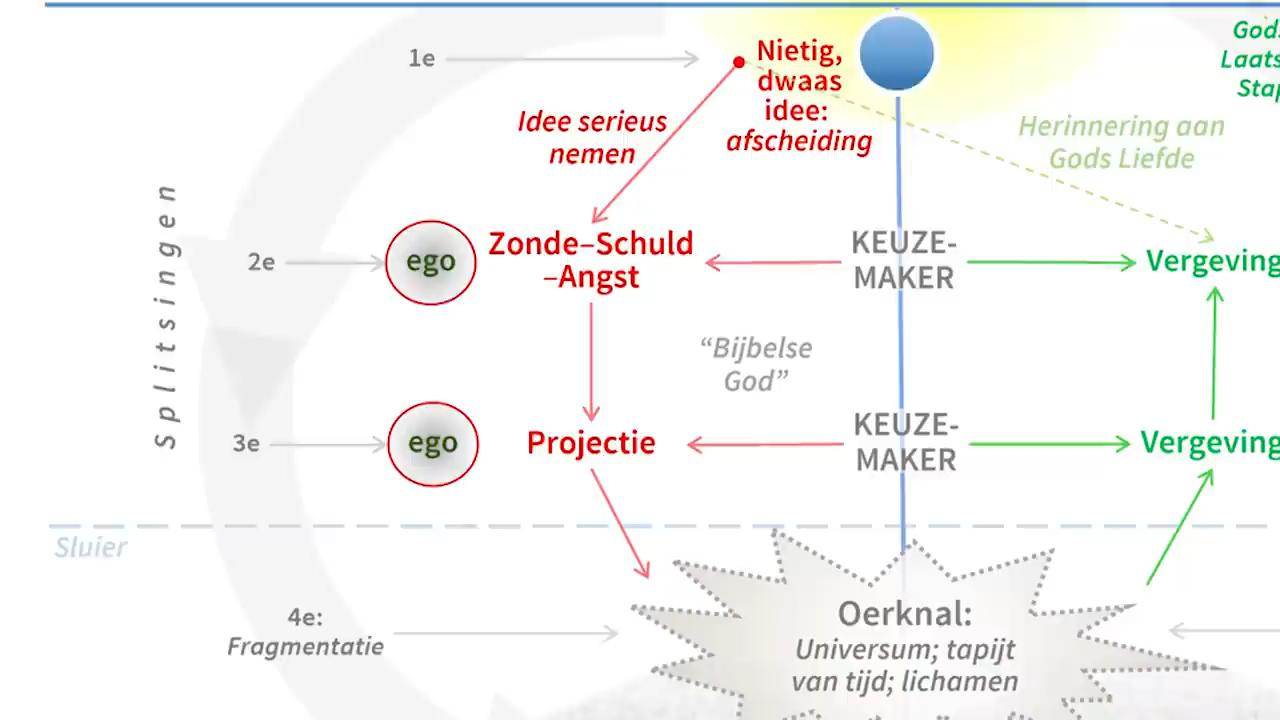 1e
Nietig,
dwaas
idee:
afscheiding
Idee serieus
nemen
Herinnering aan
Gods Liefde
Splitsingen
2e
ego
Zonde–Schuld
–Angst
KEUZE-
MAKER
Vergeving
“Bijbelse
God”
3e
ego
Projectie
KEUZE-
MAKER
Vergeving
Sluier
4e:
Fragmentatie
Oerknal:
Universum; tapijt
van tijd; lichamen